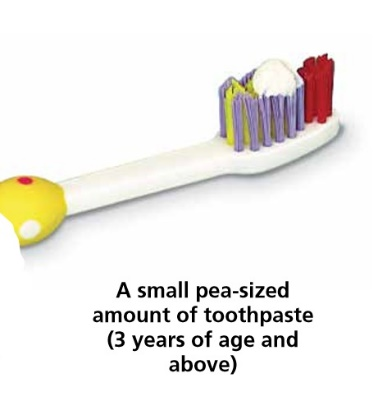 A small pea-sized
amount of toothpaste
(3 years of age and
above)